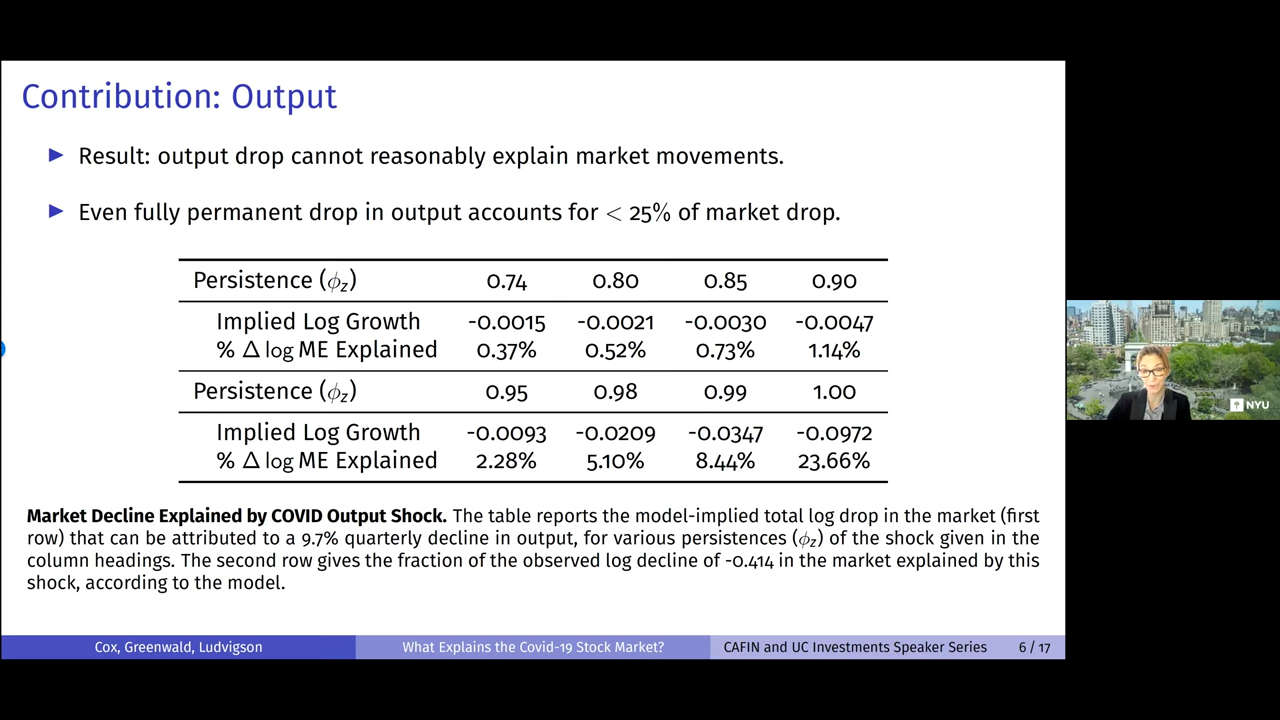 Contribution: Output
▶ Result: output drop cannot reasonably explain market movements.
▶ Even fully permanent drop in output accounts for < 25% of market drop.
Persistence (ϕz) 0.74 0.80 0.85 0.90
Implied Log Growth -0.0015 -0.0021 -0.0030 -0.0047
% Δ log ME Explained 0.37% 0.52% 0.73% 1.14%
Persistence (ϕz) 0.95 0.98 0.99 1.00
Implied Log Growth -0.0093 -0.0209 -0.0347 -0.0972
% Δ log ME Explained 2.28% 5.10% 8.44% 23.66%
Market Decline Explained by COVID Output Shock. The table reports the model-implied total log drop in the market (first
row) that can be attributed to a 9.7% quarterly decline in output, for various persistences (ϕz) of the shock given in the
column headings. The second row gives the fraction of the observed log decline of -0.414 in the market explained by this
shock, according to the model.
Cox, Greenwald, Ludvigson What Explains the Covid-19 Stock Market? CAFIN and UC Investments Speaker Series 6 / 17
NYU